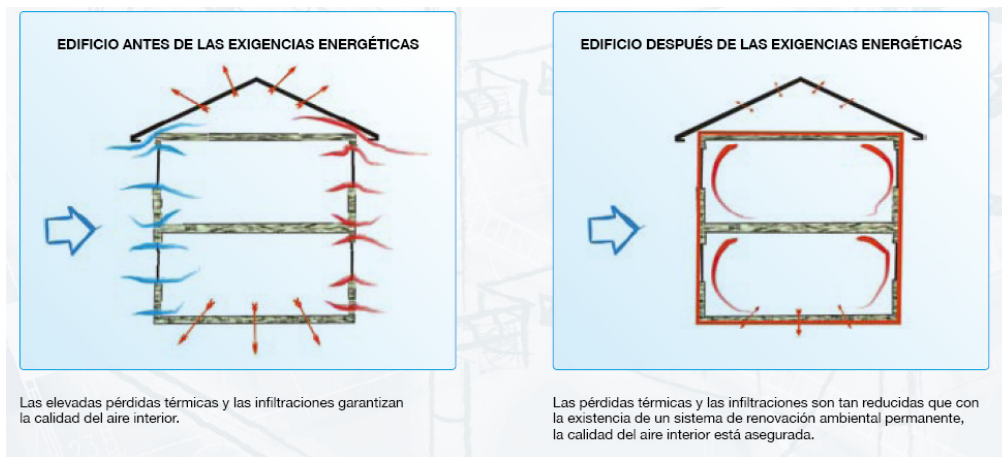 EDIFICIO ANTES DE LAS EXIGENCIAS ENERGÉTICAS
Las elevadas pérdidas térmicas y las infiltraciones garantizan
la calidad del aire interior.
EDIFICIO DESPUÉS DE LAS EXIGENCIAS ENERGÉTICAS
Las pérdidas térmicas y las infiltraciones son tan reducidas que con
la existencia de un sistema de renovación ambiental permanente,
la calidad del aire interior está asegurada.